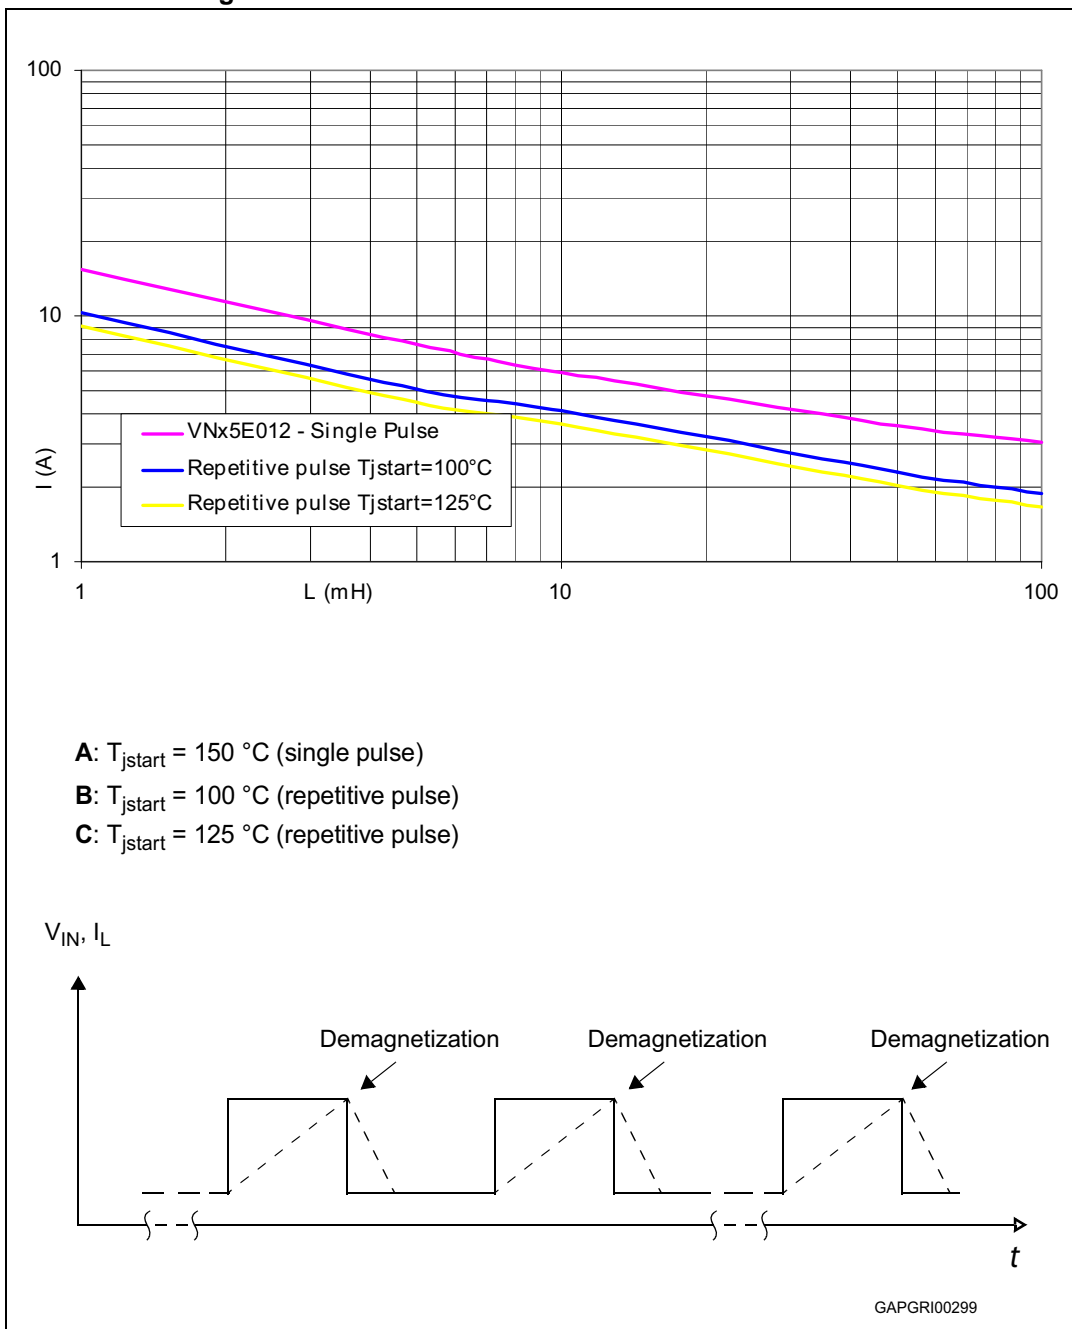 100
10
1
I (A)
VNx5E012 - Single Pulse
Repetitive pulse Tjstart=100°C
Repetitive pulse Tjstart=125°C
1
L (mH)
10
100
A: Tjstart = 150 °C (single pulse)
B: Tjstart = 100 °C (repetitive pulse)
C: Tjstart = 125 °C (repetitive pulse)
VIN, IL
Demagnetization
Demagnetization
Demagnetization
t
GAPGRI00299